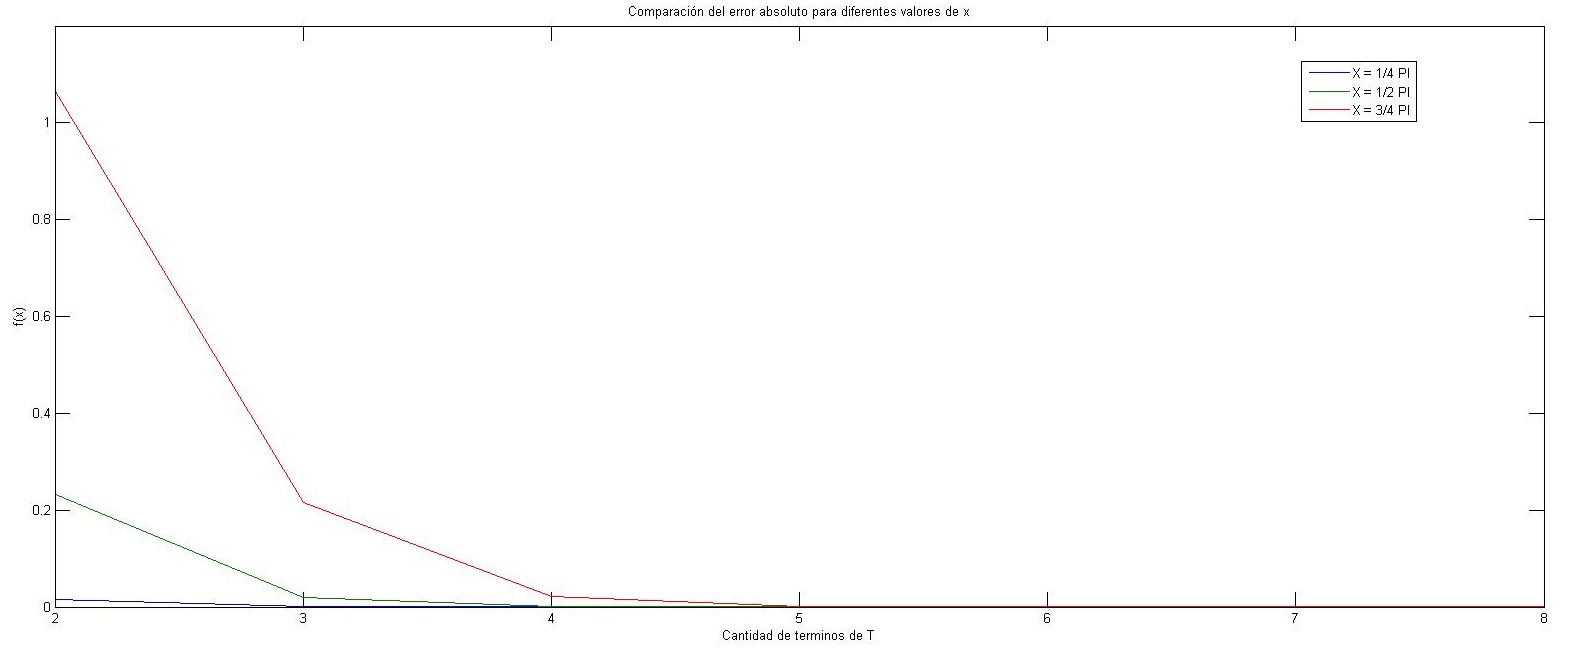 Comparación del error absoluto para diferentes valores de x
X = 1/4 PI
X = 1/2 PI
X = 3/4 PI
1
0.8
0.6
0.4
0.2
0
f(x)
2 3 4 5 6 7 8
Cantidad de terminos de T